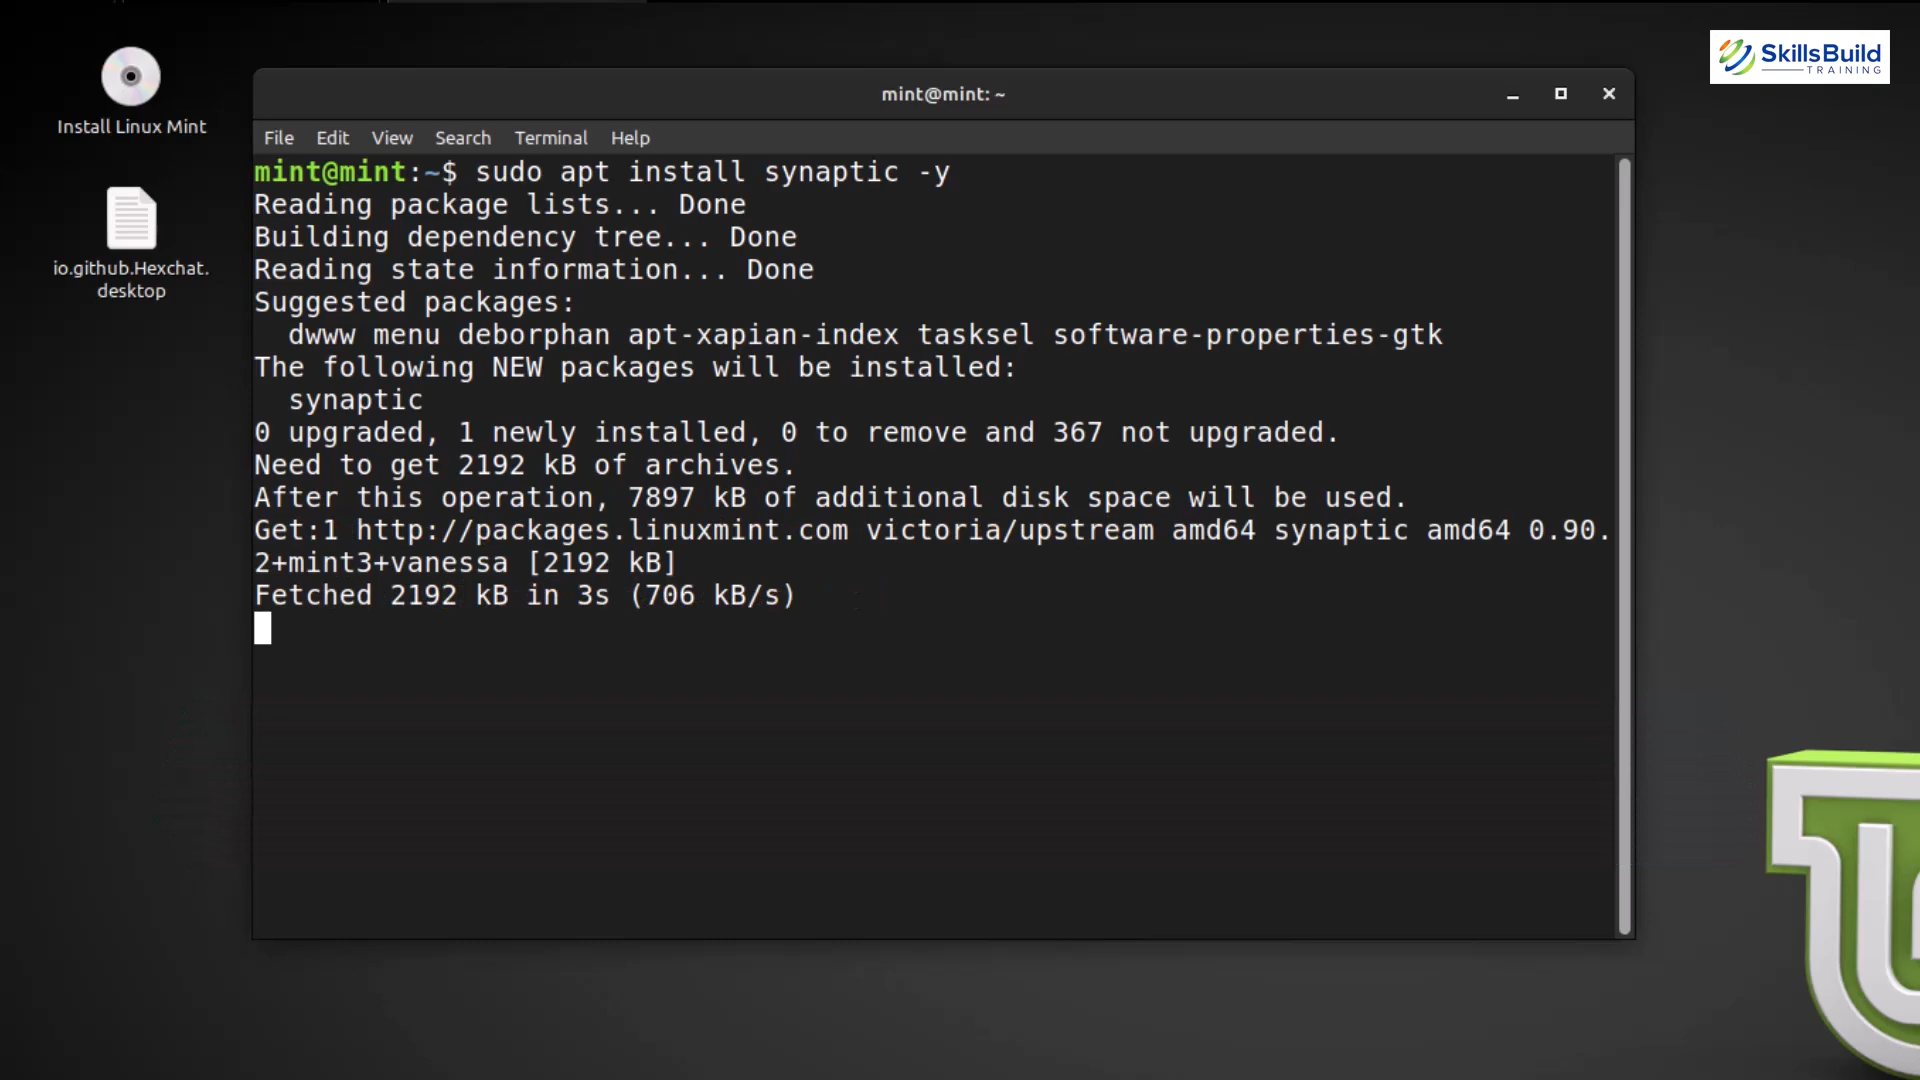 SkillsBuild
TRAINING
Install Linux Mint
io.github.Hexchat.
desktop
mint@mint: ~
File Edit View Search Terminal Help
mint@mint:~$ sudo apt install synaptic -y
Reading package lists... Done
Building dependency tree... Done
Reading state information... Done
Suggested packages:
  dwww menu deborphan apt-xapian-index tasksel software-properties-gtk
The following NEW packages will be installed:
  synaptic
0 upgraded, 1 newly installed, 0 to remove and 367 not upgraded.
Need to get 2192 kB of archives.
After this operation, 7897 kB of additional disk space will be used.
Get:1 http://packages.linuxmint.com victoria/upstream amd64 synaptic amd64 0.90.
2+mint3+vanessa [2192 kB]
Fetched 2192 kB in 3s (706 kB/s)